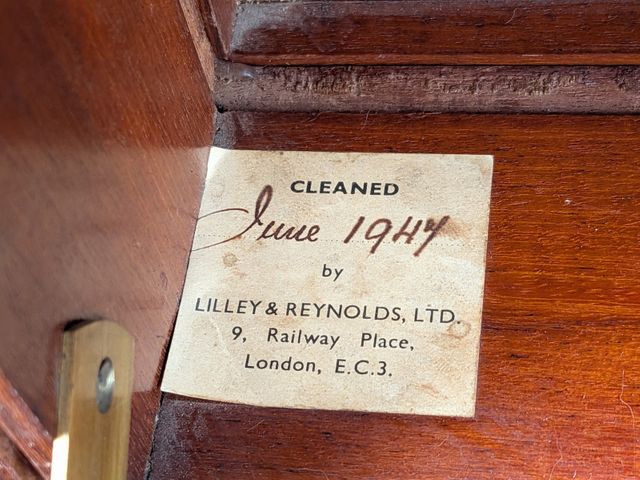 CLEANED
June 1947
by
LILLEY & REYNOLDS, LTD.
9, Railway Place,
London, E.C.3.